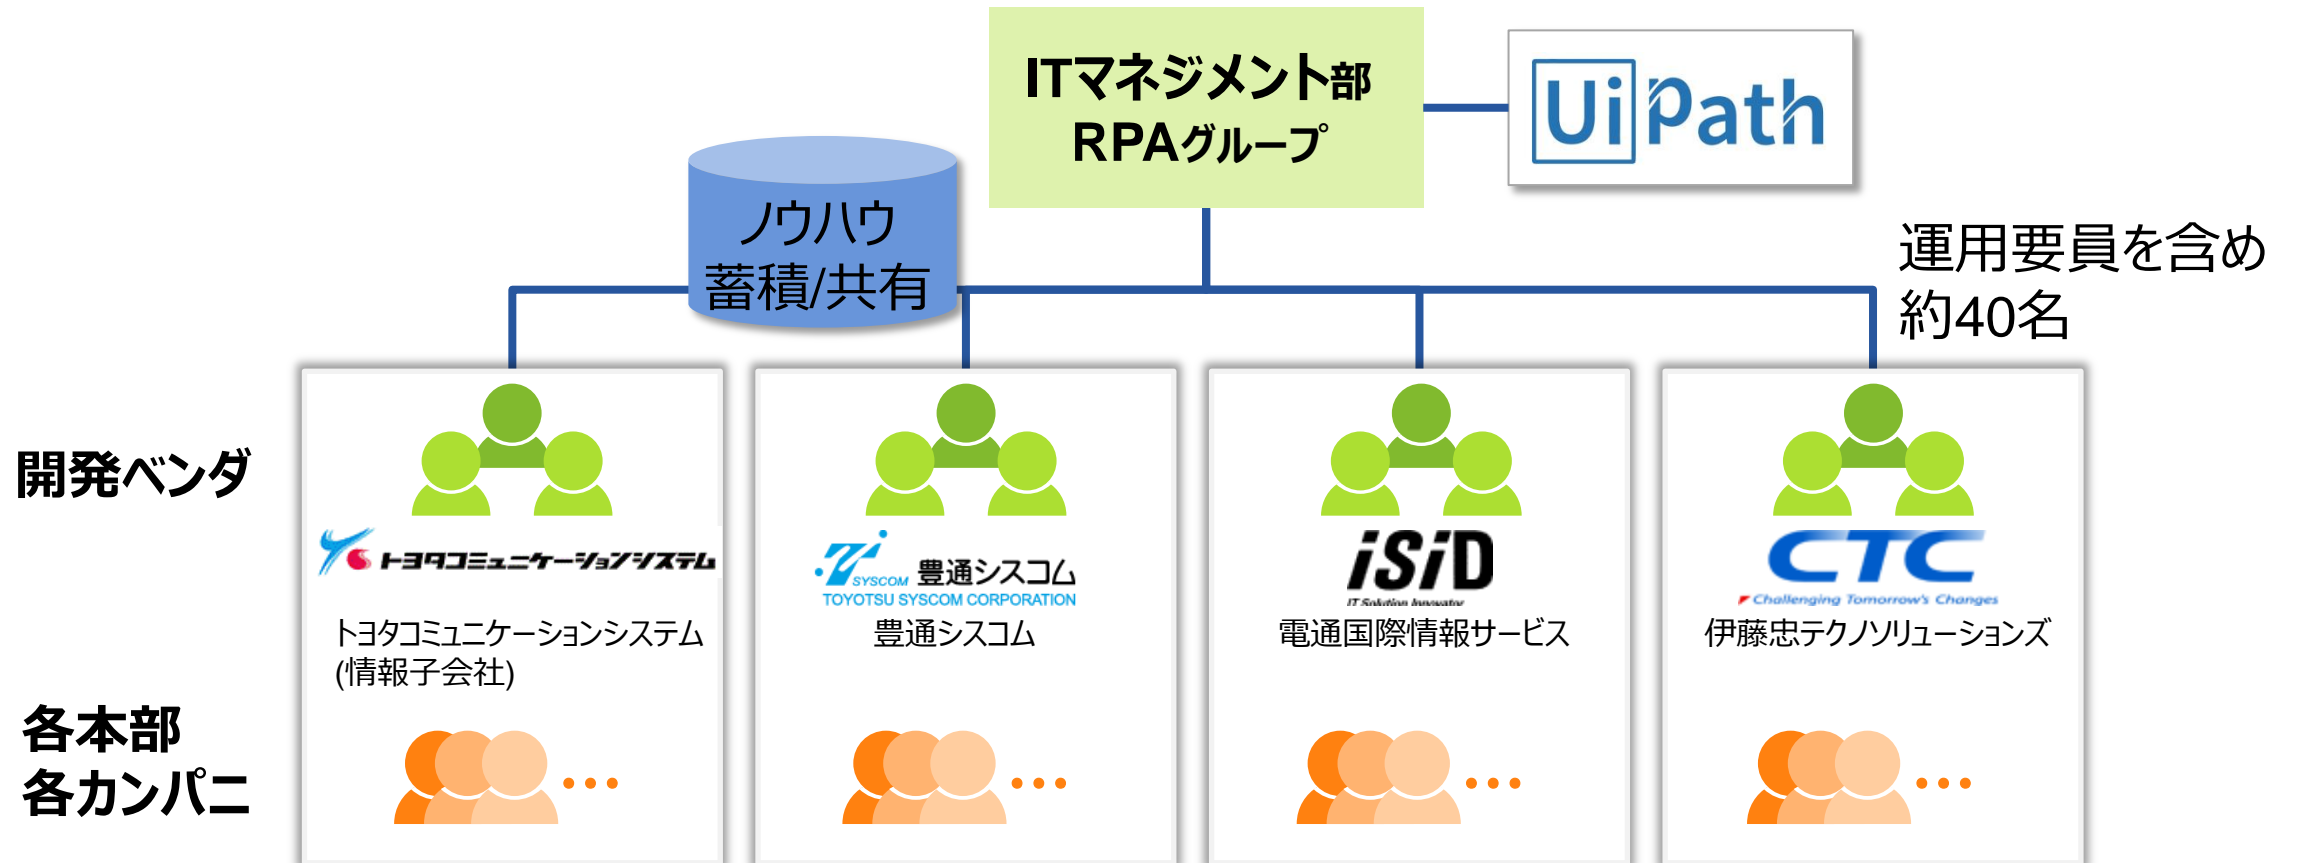 ITマネジメント部
RPAグループ
UiPath
ノウハウ
蓄積/共有
運用要員を含め
約40名
開発ベンダ
トヨタコミュニケーションシステム
トヨタコミュニケーションシステム
(情報子会社)
SYSCOM 豊通シスコム
TOYOTSU SYSCOM CORPORATION
豊通シスコム
iSiD
IT Solution Innovator
電通国際情報サービス
CTC
Challenging Tomorrow's Changes
伊藤忠テクノソリューションズ
各本部
各カンパニ